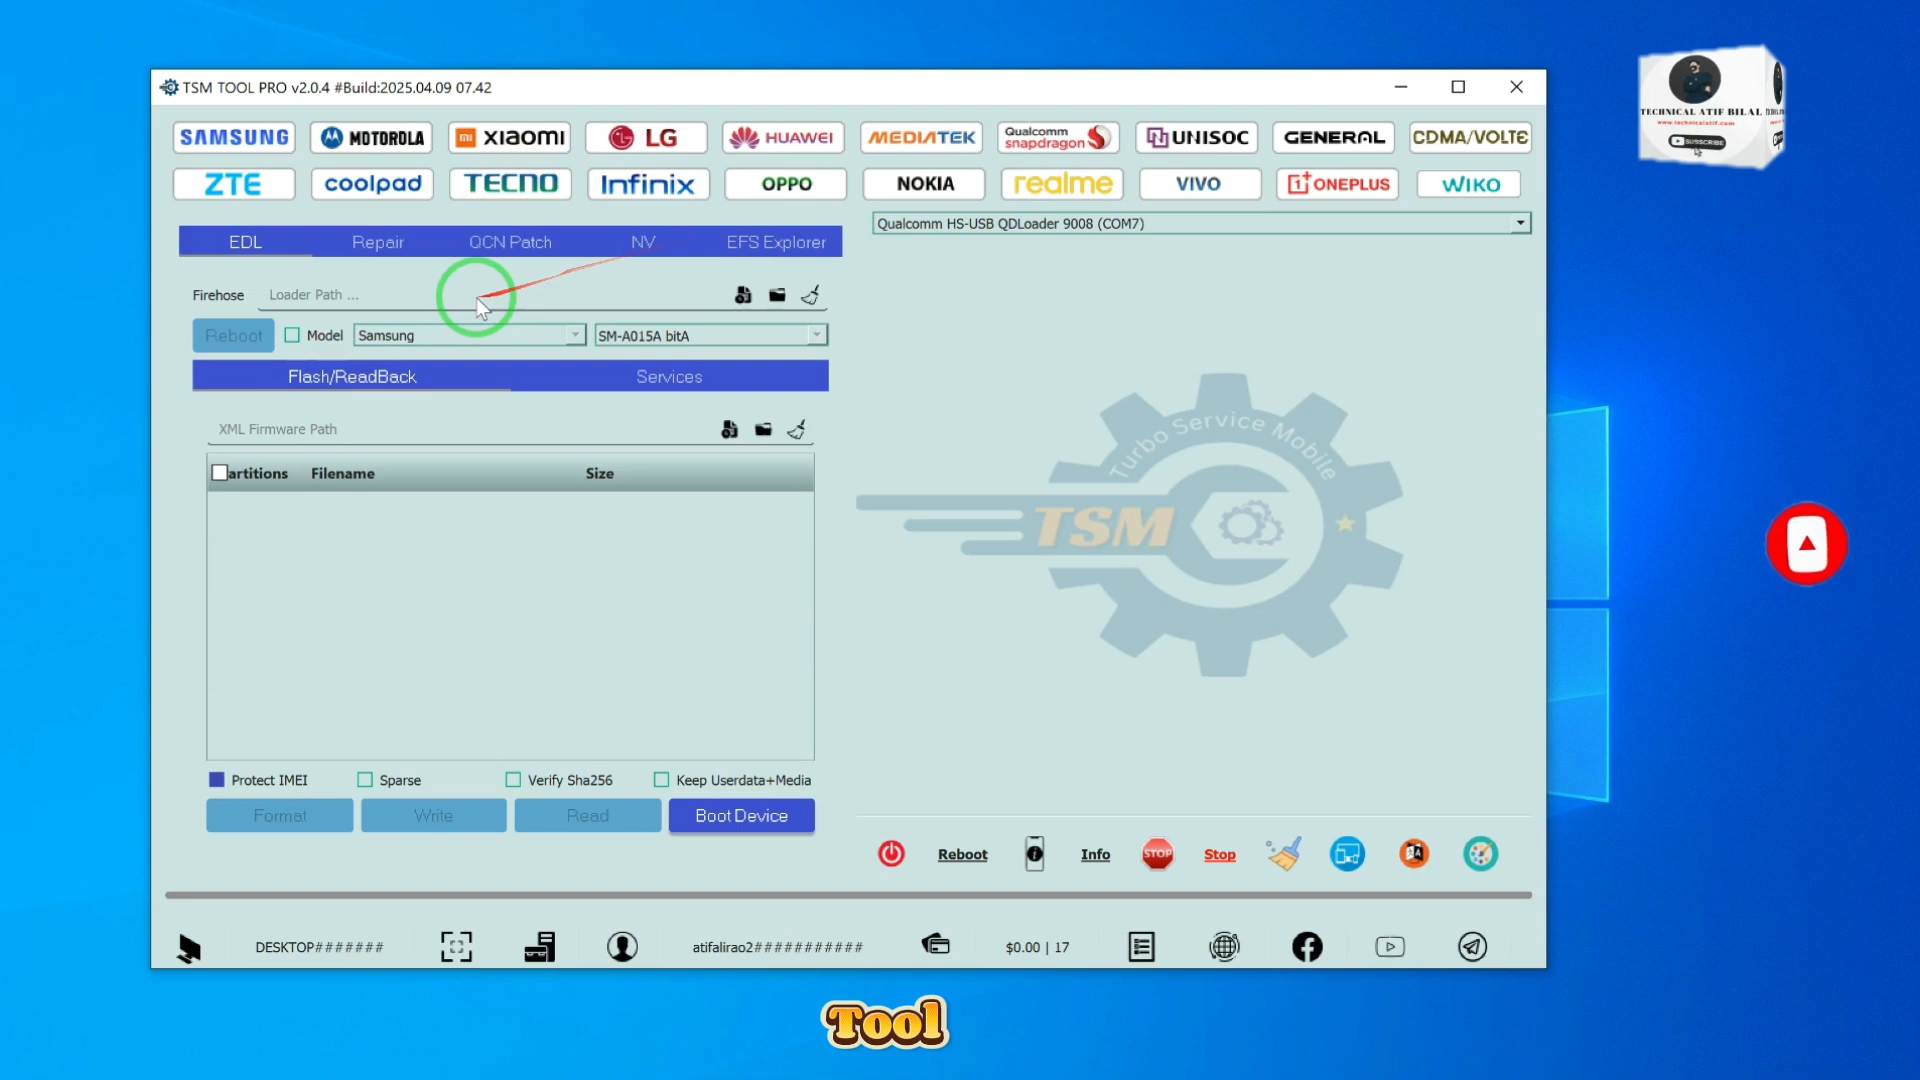 TSM TOOL PRO v2.0.4 #Build:2025.04.09 07.42
SAMSUNG MOTOROLA mi xiaomi LG HUAWEI MEDIATEK Qualcomm snapdragon UNISOC GENERAL CDMA/VOLTE
ZTE coolpad TECNO Infinix OPPO NOKIA realme VIVO ONEPLUS WIKO
EDL Repair QCN Patch NV EFS Explorer
Qualcomm HS-USB QDLoader 9008 (COM7)
Firehose Loader Path ...
Reboot Model Samsung SM-A015A bitA
Flash/ReadBack Services
XML Firmware Path
artitions Filename Size
Turbo Service Mobile
TSM
Protect IMEI Sparse Verify Sha256 Keep Userdata+Media
Format Write Read Boot Device
Reboot Info STOP Stop
DESKTOP####### atifalirao2########### $0.00 | 17
TECHNICAL ATIF BILAL
www.technicalatif.com
SUBSCRIBE
Tool